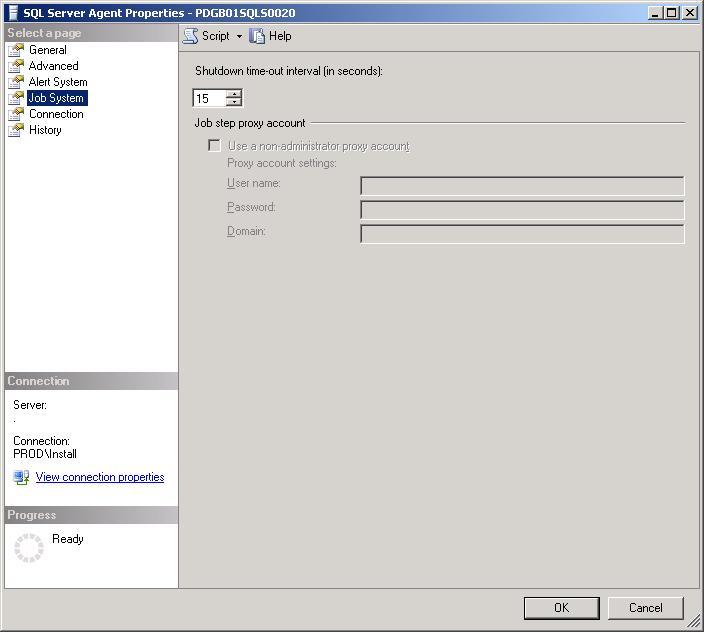 SQL Server Agent Properties - PDGB01SQLS0020
Select a page
General
Advanced
Alert System
Job System
Connection
History
Script
Help
Shutdown time-out interval (in seconds):
15
Job step proxy account
Use a non-administrator proxy account
Proxy account settings:
User name:
Password:
Domain:
Connection
Server:
.
Connection:
PROD\Install
View connection properties
Progress
Ready
OK
Cancel